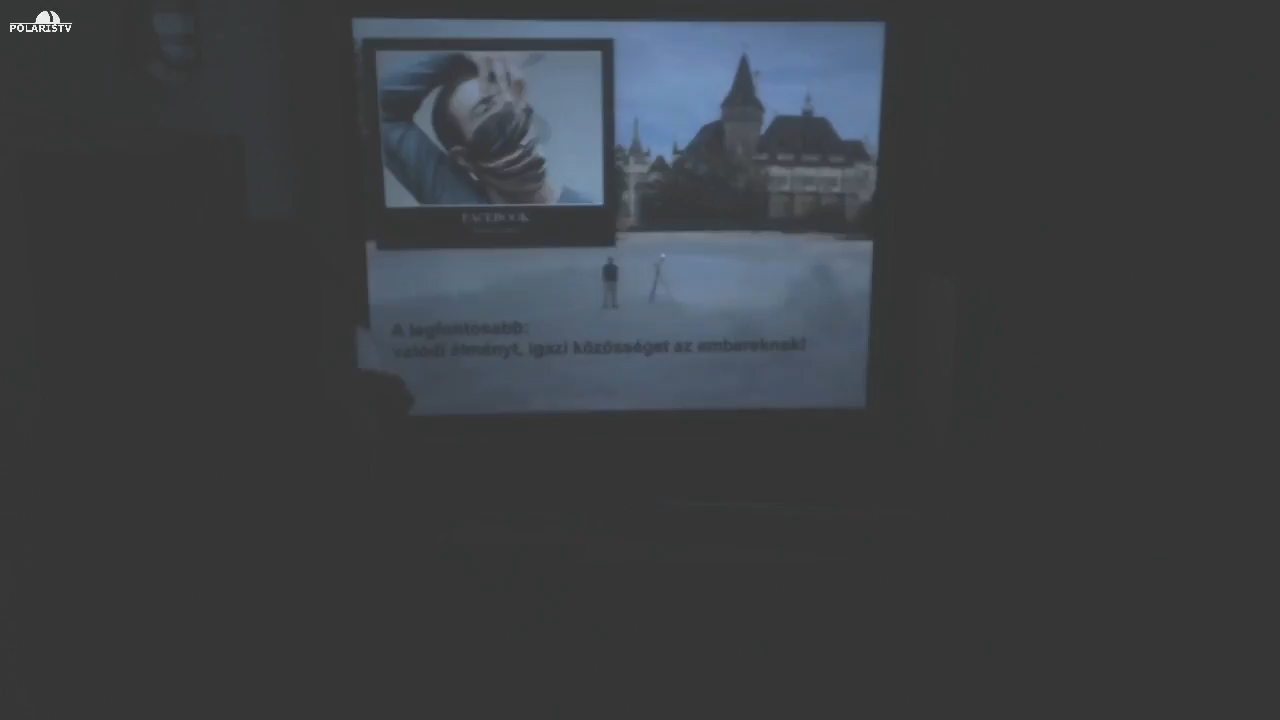 POLARISTV
FACEBOOK
A legfontosabb:
valódi élményt, igazi közösséget az embereknek!